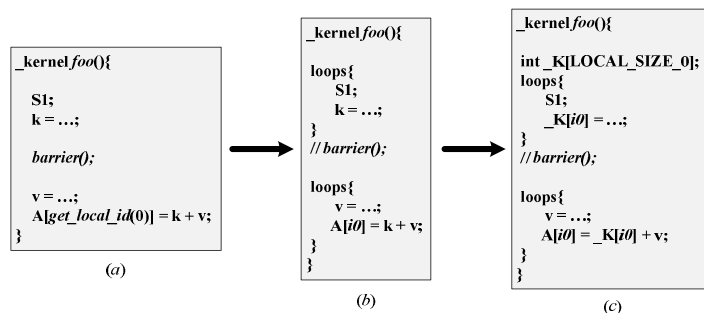 _kernel foo(){
S1;
k = …;
barrier();
v = …;
A[get_local_id(0)] = k + v;
}
(a)
_kernel foo(){
loops{
S1;
k = …;
}
// barrier();
loops{
v = …;
A[i0] = k + v;
}
}
(b)
_kernel foo(){
int _K[LOCAL_SIZE_0];
loops{
S1;
_K[i0] = …;
}
// barrier();
loops{
v = …;
A[i0] = _K[i0] + v;
}
}
(c)